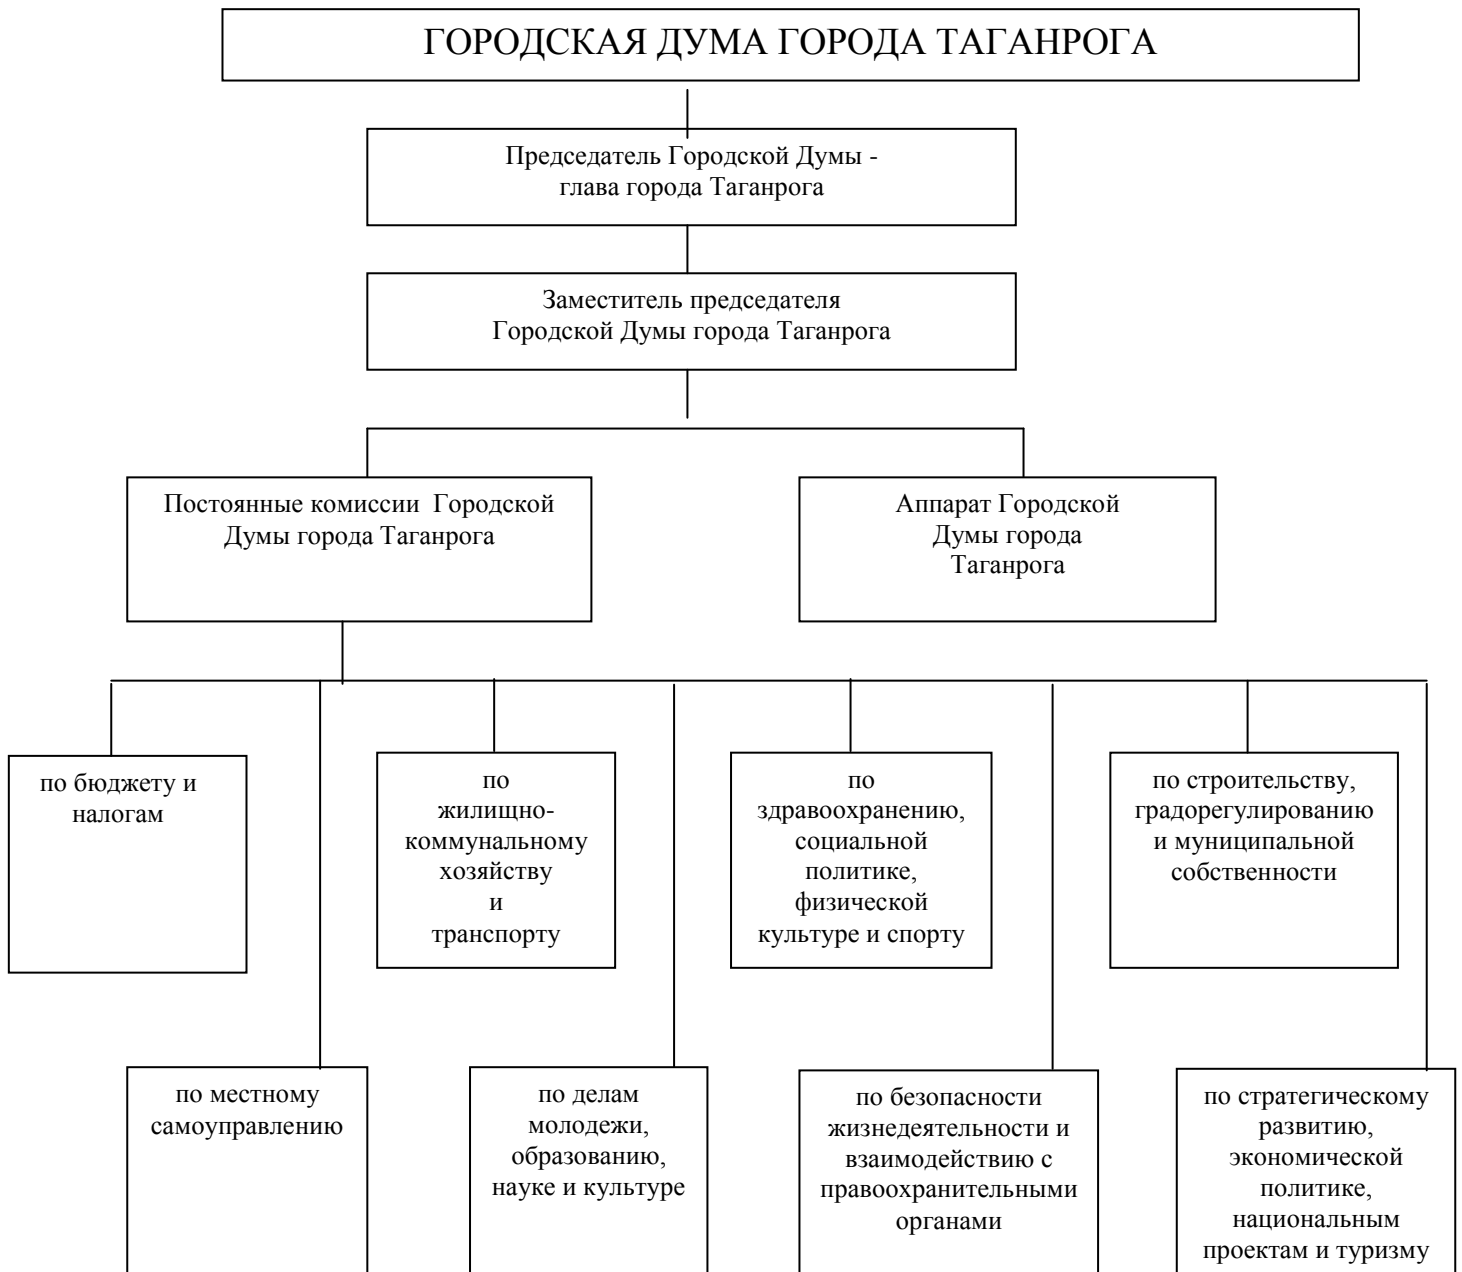 ГОРОДСКАЯ ДУМА ГОРОДА ТАГАНРОГА
Председатель Городской Думы -
глава города Таганрога
Заместитель председателя
Городской Думы города Таганрога
Постоянные комиссии Городской
Думы города Таганрога
Аппарат Городской
Думы города
Таганрога
по бюджету и
налогам
по
жилищно-
коммунальному
хозяйству
и
транспорту
по
здравоохранению,
социальной
политике,
физической
культуре и спорту
по строительству,
градорегулированию
и муниципальной
собственности
по местному
самоуправлению
по делам
молодежи,
образованию,
науке и культуре
по безопасности
жизнедеятельности и
взаимодействию с
правоохранительными
органами
по стратегическому
развитию,
экономической
политике,
национальным
проектам и туризму